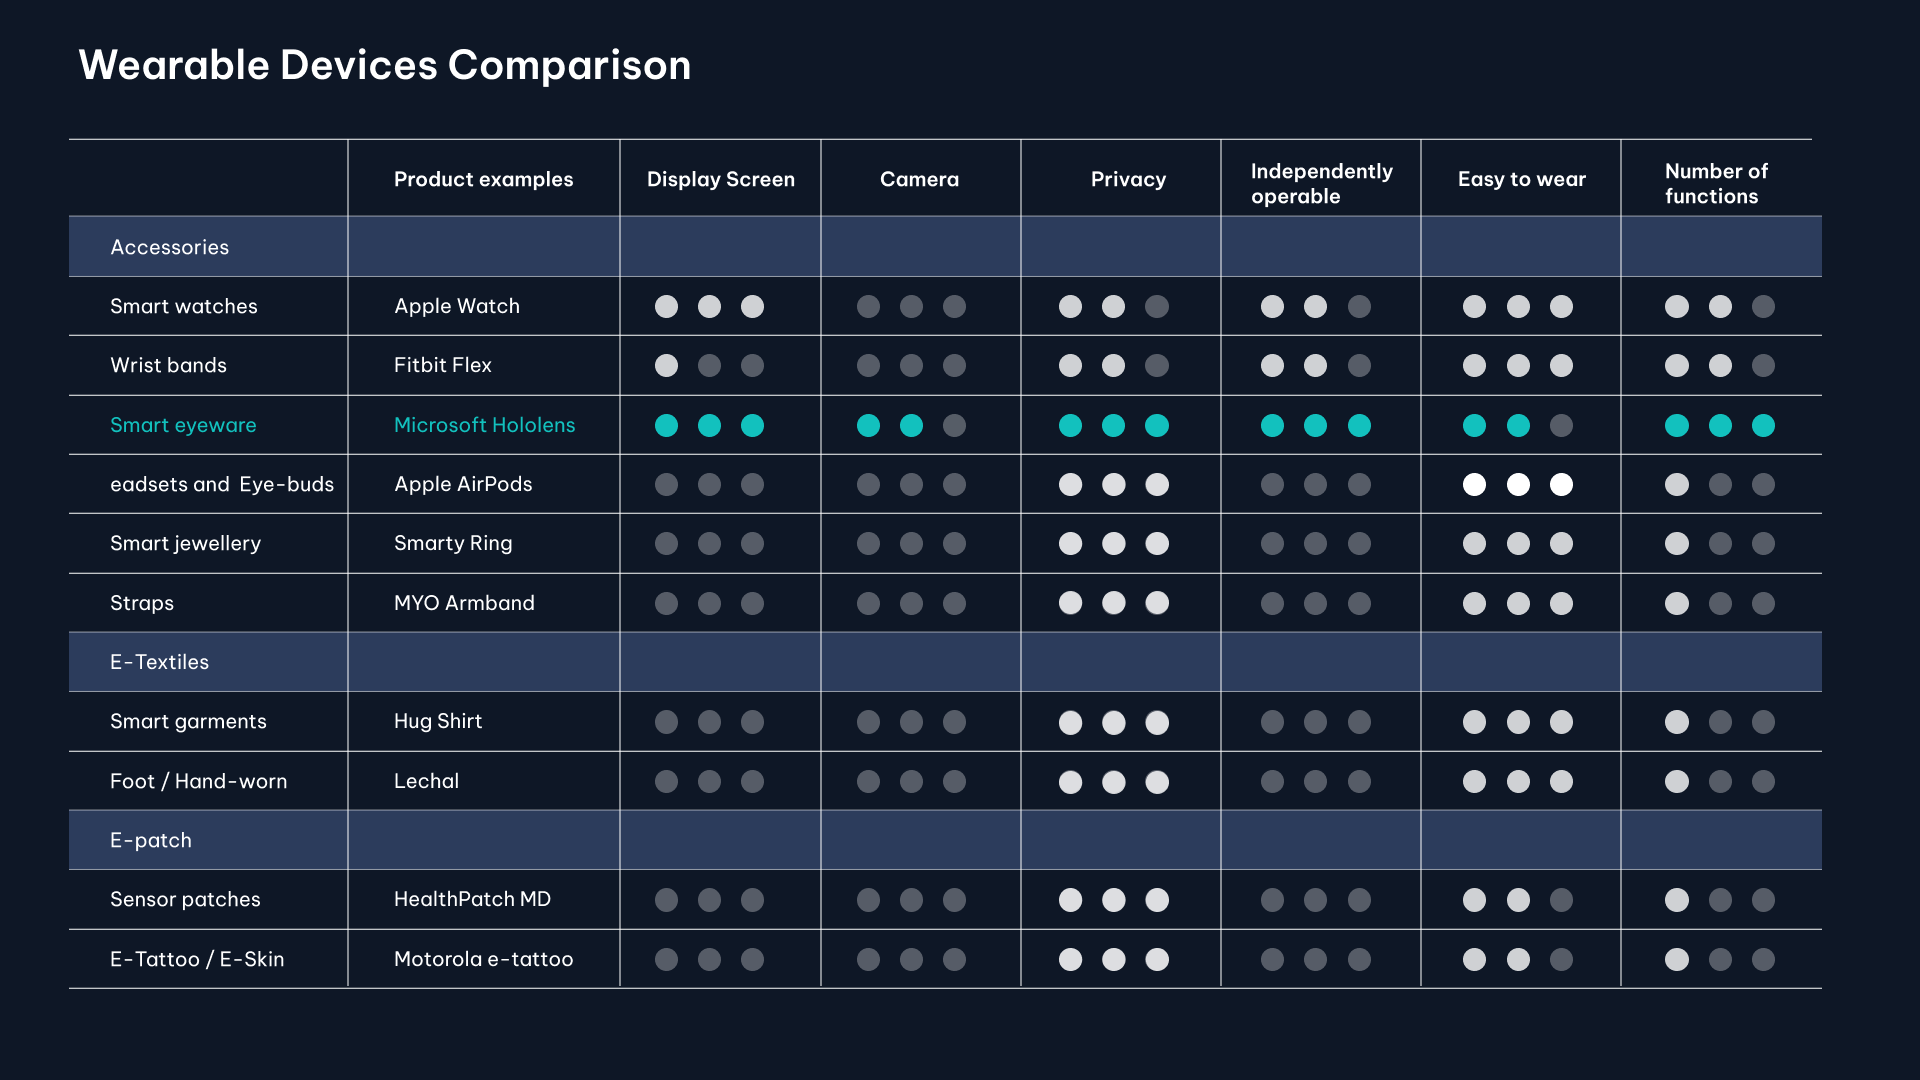 Wearable Devices Comparison
Product examples
Display Screen
Camera
Privacy
Independently
operable
Easy to wear
Number of
functions
Accessories
Smart watches
Apple Watch
Wrist bands
Fitbit Flex
Smart eyeware
Microsoft Hololens
eadsets and  Eye-buds
Apple AirPods
Smart jewellery
Smarty Ring
Straps
MYO Armband
E-Textiles
Smart garments
Hug Shirt
Foot / Hand-worn
Lechal
E-patch
Sensor patches
HealthPatch MD
E-Tattoo / E-Skin
Motorola e-tattoo